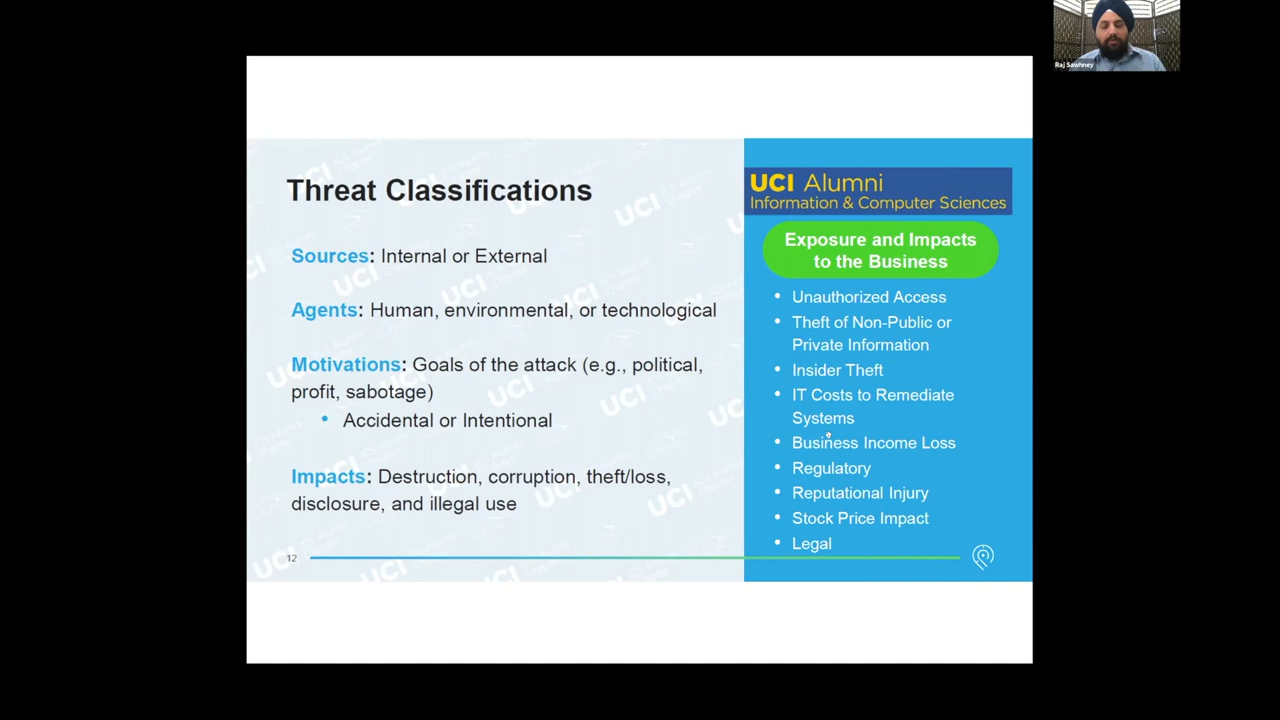 Raj Sawhney
Threat Classifications
Sources: Internal or External
Agents: Human, environmental, or technological
Motivations: Goals of the attack (e.g., political,
profit, sabotage)
• Accidental or Intentional
Impacts: Destruction, corruption, theft/loss,
disclosure, and illegal use
12
UCI Alumni
Information & Computer Sciences
Exposure and Impacts
to the Business
• Unauthorized Access
• Theft of Non-Public or
Private Information
• Insider Theft
• IT Costs to Remediate
Systems
• Business Income Loss
• Regulatory
• Reputational Injury
• Stock Price Impact
• Legal